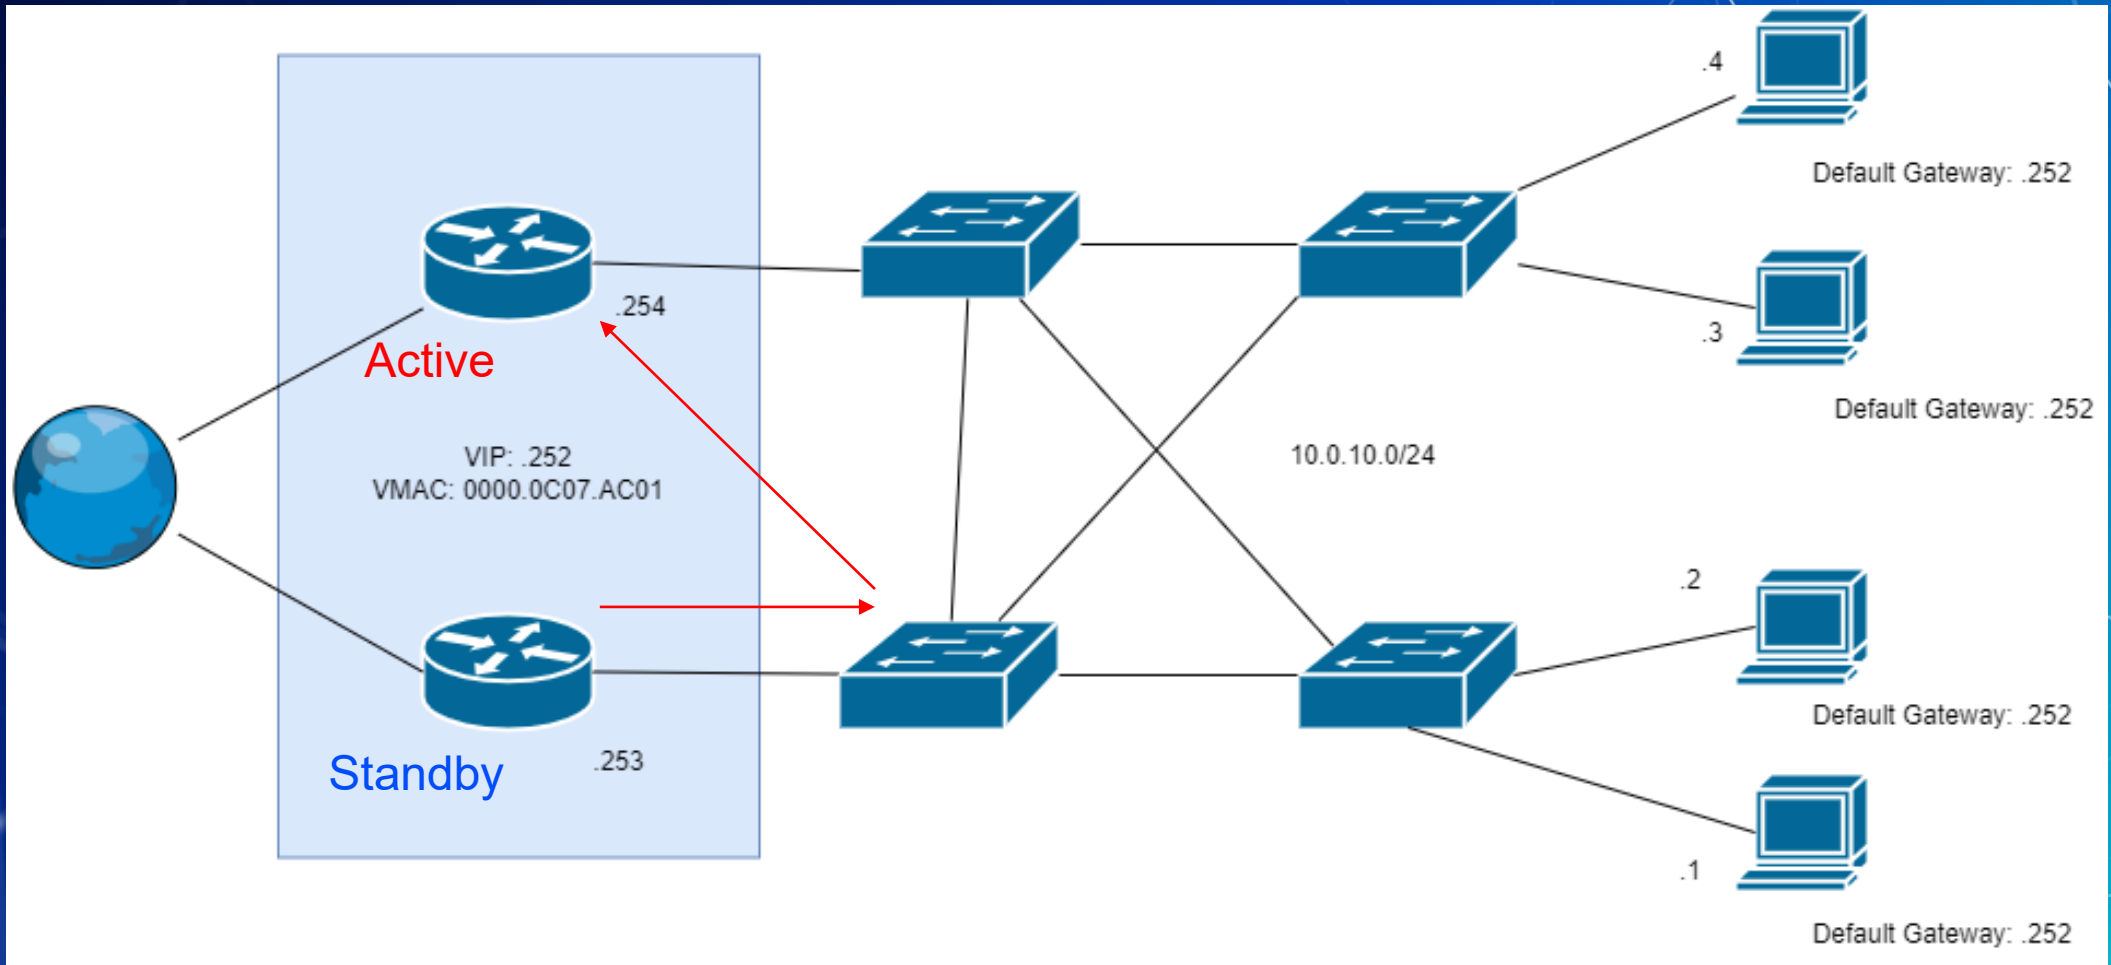 .4
Default Gateway: .252
.254
Active
.3
Default Gateway: .252
VIP: .252
VMAC: 0000.0C07.AC01
10.0.10.0/24
.2
Default Gateway: .252
Standby
.253
.1
Default Gateway: .252